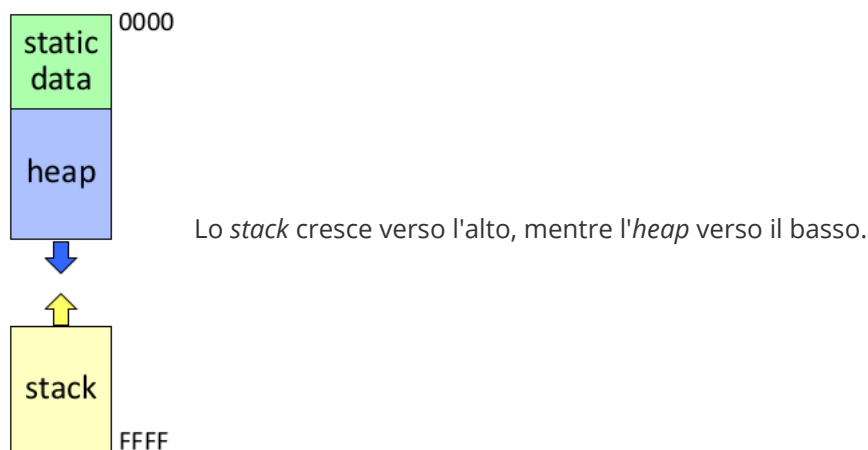 0000
static
data
heap
Lo stack cresce verso l'alto, mentre l'heap verso il basso.
stack
FFFF